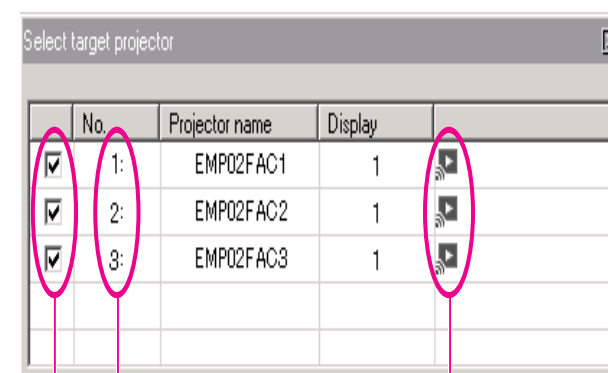 Select target projector
No. Projector name Display
1: EMP02FAC1 1
2: EMP02FAC2 1
3: EMP02FAC3 1